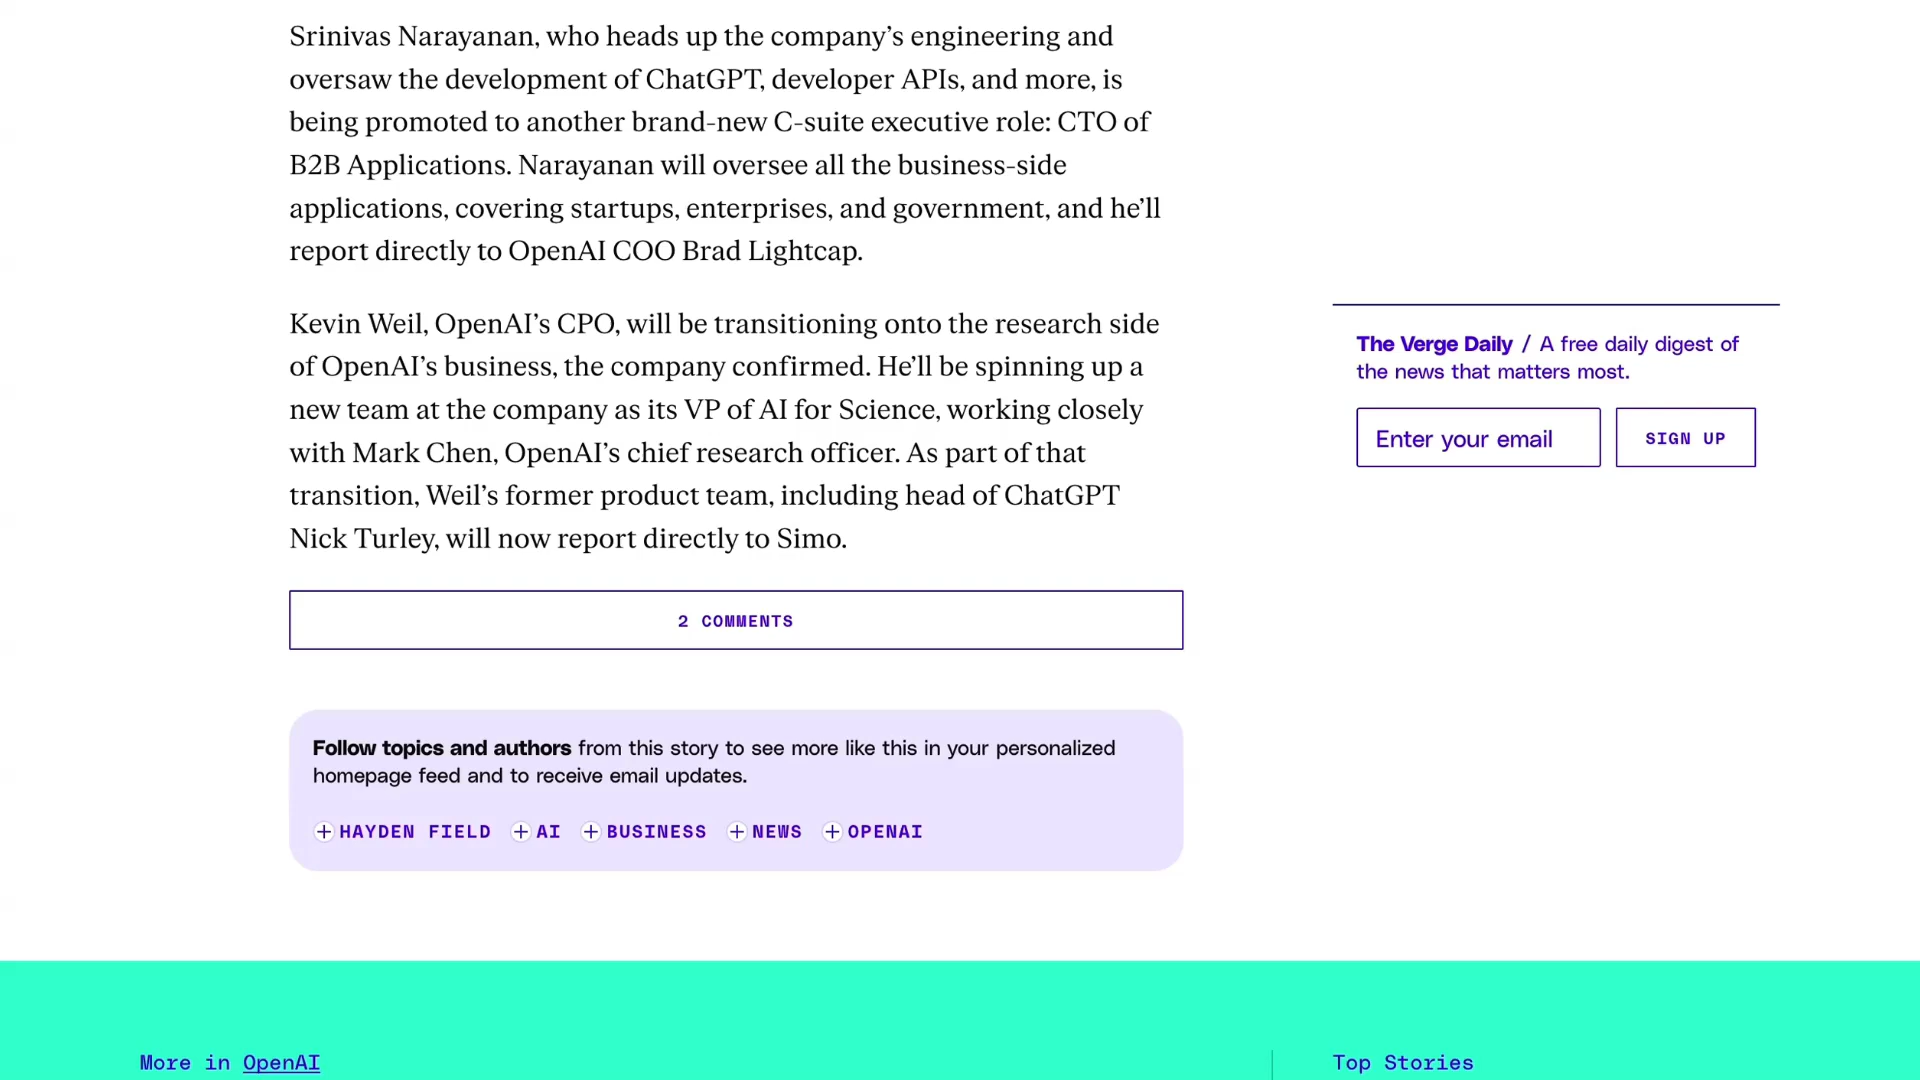 Srinivas Narayanan, who heads up the company’s engineering and
oversaw the development of ChatGPT, developer APIs, and more, is
being promoted to another brand-new C-suite executive role: CTO of
B2B Applications. Narayanan will oversee all the business-side
applications, covering startups, enterprises, and government, and he’ll
report directly to OpenAI COO Brad Lightcap.
Kevin Weil, OpenAI’s CPO, will be transitioning onto the research side
of OpenAI’s business, the company confirmed. He’ll be spinning up a
new team at the company as its VP of AI for Science, working closely
with Mark Chen, OpenAI’s chief research officer. As part of that
transition, Weil’s former product team, including head of ChatGPT
Nick Turley, will now report directly to Simo.
2 COMMENTS
Follow topics and authors from this story to see more like this in your personalized
homepage feed and to receive email updates.
HAYDEN FIELD AI BUSINESS NEWS OPENAI
The Verge Daily / A free daily digest of
the news that matters most.
Enter your email SIGN UP
More in OpenAI
Top Stories